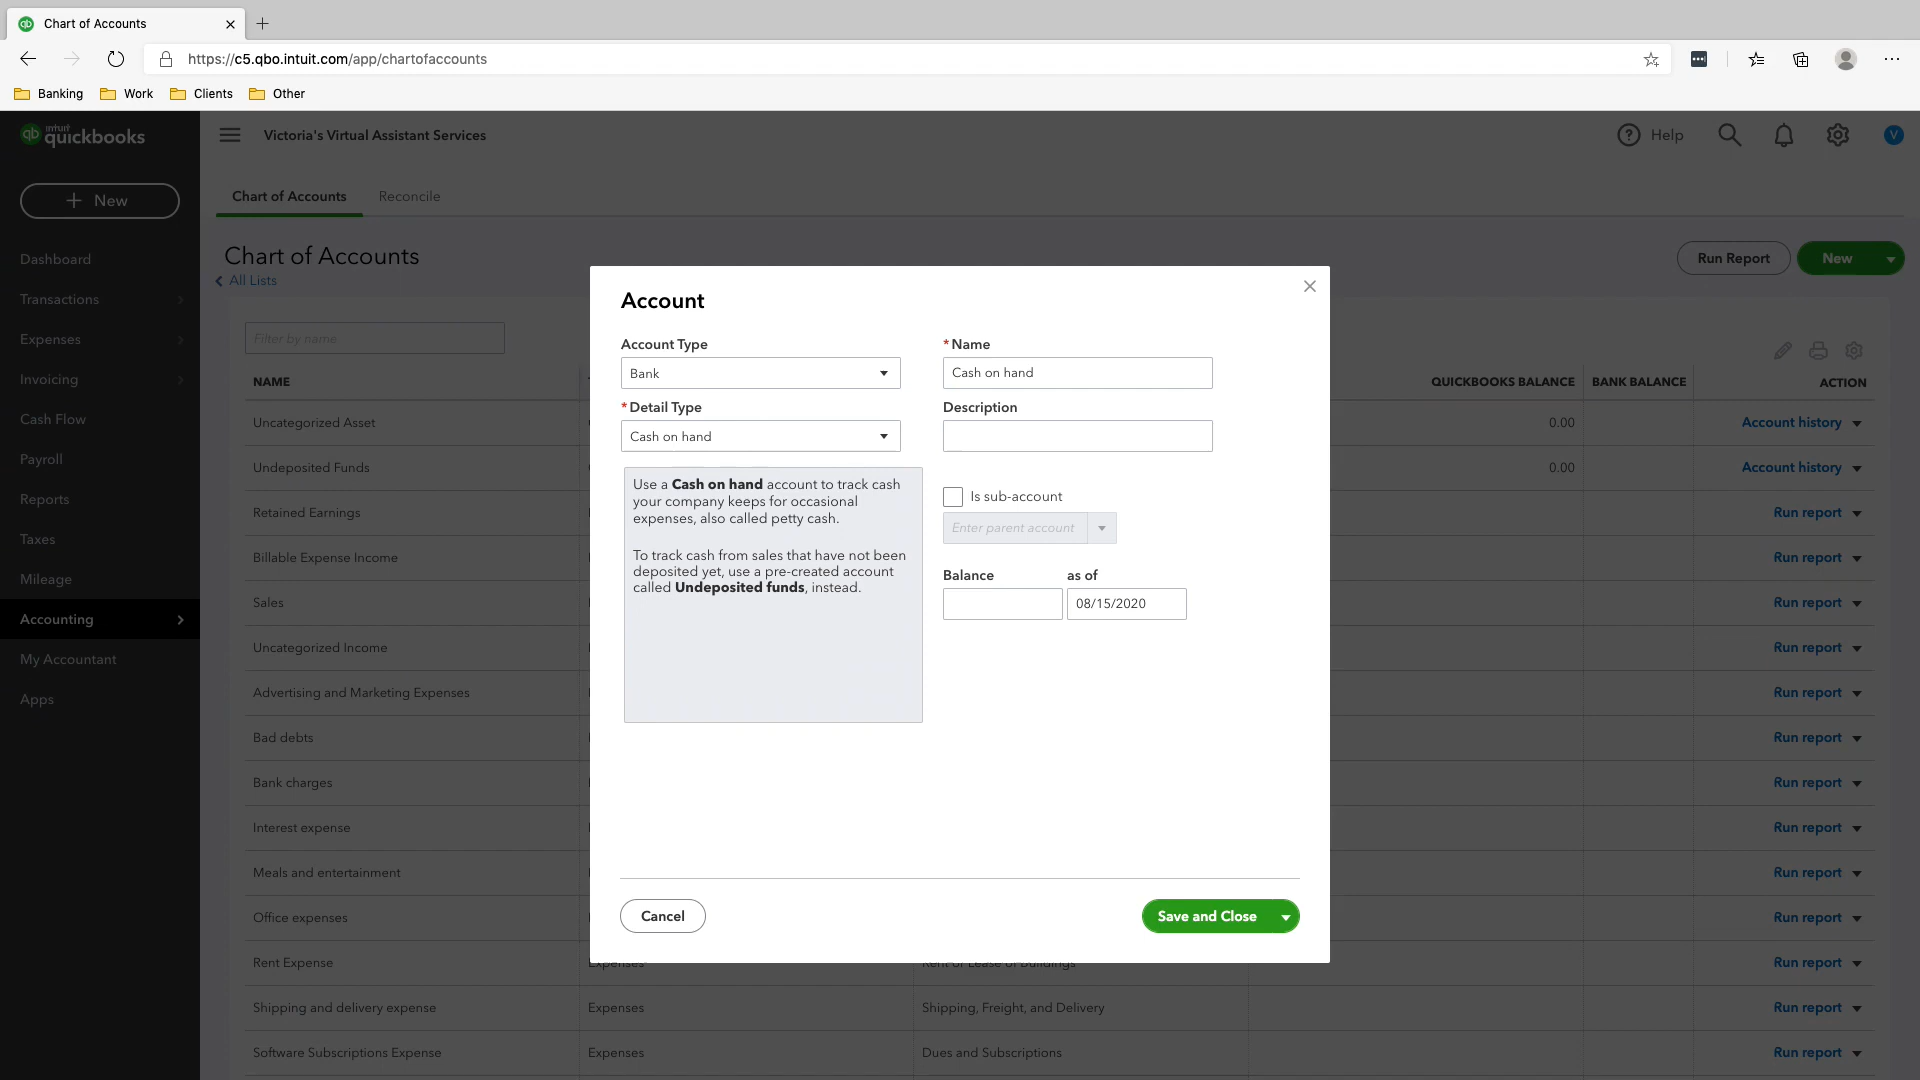 Chart of Accounts
https://c5.qbo.intuit.com/app/chartofaccounts
Banking Work Clients Other
intuit quickbooks
Victoria's Virtual Assistant Services
Help
V
New
Chart of Accounts Reconcile
Dashboard
Transactions
Expenses
Invoicing
Cash Flow
Payroll
Reports
Taxes
Mileage
Accounting
My Accountant
Apps
Chart of Accounts
All Lists
Run Report New
Filter by name
NAME QUICKBOOKS BALANCE BANK BALANCE ACTION
Uncategorized Asset 0.00 Account history
Undeposited Funds 0.00 Account history
Retained Earnings Run report
Billable Expense Income Run report
Sales Run report
Uncategorized Income Run report
Advertising and Marketing Expenses Run report
Bad debts Run report
Bank charges Run report
Interest expense Run report
Meals and entertainment Run report
Office expenses Run report
Rent Expense Expenses Rent or Lease of Buildings Run report
Shipping and delivery expense Expenses Shipping, Freight, and Delivery Run report
Software Subscriptions Expense Expenses Dues and Subscriptions Run report
Account
Account Type
Bank
* Detail Type
Cash on hand
Use a Cash on hand account to track cash
your company keeps for occasional
expenses, also called petty cash.
To track cash from sales that have not been
deposited yet, use a pre-created account
called Undeposited funds, instead.
* Name
Cash on hand
Description
Is sub-account
Enter parent account
Balance as of
08/15/2020
Cancel Save and Close